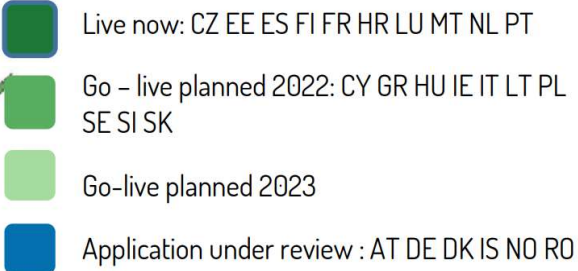 Live now: CZ EE ES FI FR HR LU MT NL PT
Go – live planned 2022: CY GR HU IE IT LT PL
SE SI SK
Go-live planned 2023
Application under review : AT DE DK IS NO RO